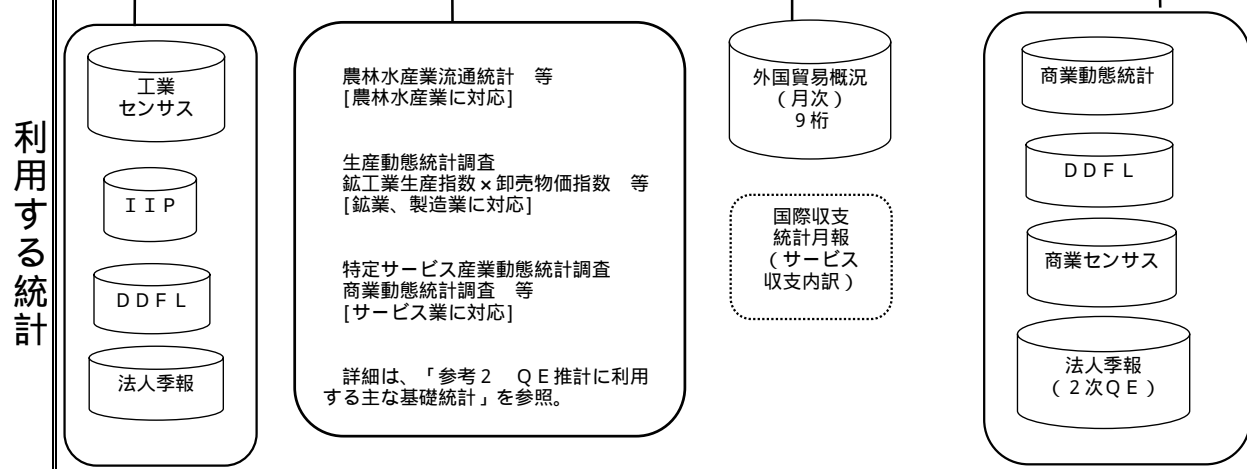 利用する統計
工業
センサス
ＩＩＰ
ＤＤＦＬ
法人季報
農林水産業流通統計　等
[農林水産業に対応]
生産動態統計調査
鉱工業生産指数×卸売物価指数　等
[鉱業、製造業に対応]
特定サービス産業動態統計調査
商業動態統計調査　等
[サービス業に対応]
詳細は、「参考２　ＱＥ推計に利用
する主な基礎統計」を参照。
外国貿易概況
（月次）
９桁
国際収支
統計月報
（サービス
収支内訳）
商業動態統計
ＤＤＦＬ
商業センサス
法人季報
（２次ＱＥ）